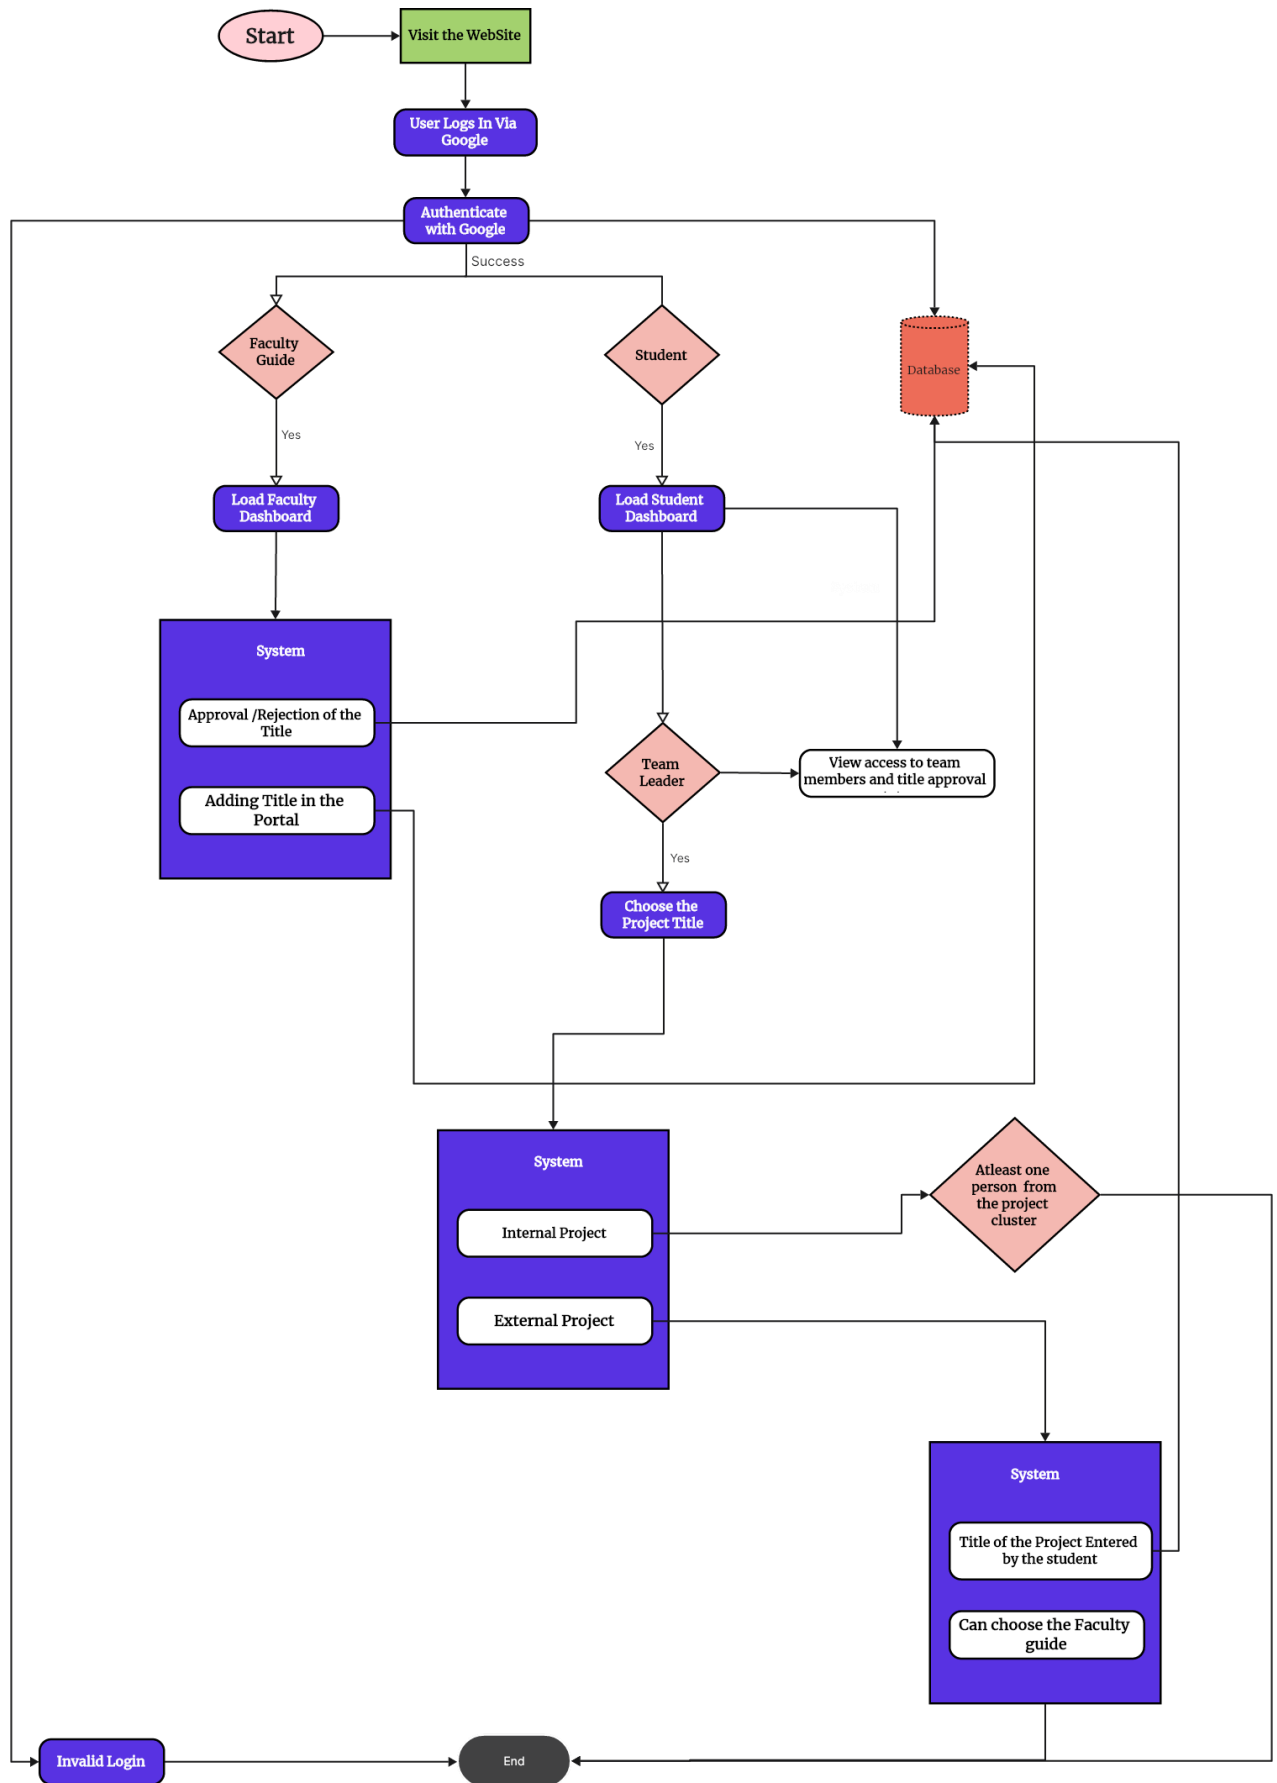 Start
Visit the WebSite
User Logs In Via
Google
Authenticate
with Google
Success
Faculty
Guide
Student
Database
Yes
Yes
Load Faculty
Dashboard
Load Student
Dashboard
System
Approval /Rejection of the
Title
Adding Title in the
Portal
Team
Leader
View access to team
members and title approval
Yes
Choose the
Project Title
System
Internal Project
External Project
Atleast one
person from
the project
cluster
System
Title of the Project Entered
by the student
Can choose the Faculty
guide
Invalid Login
End